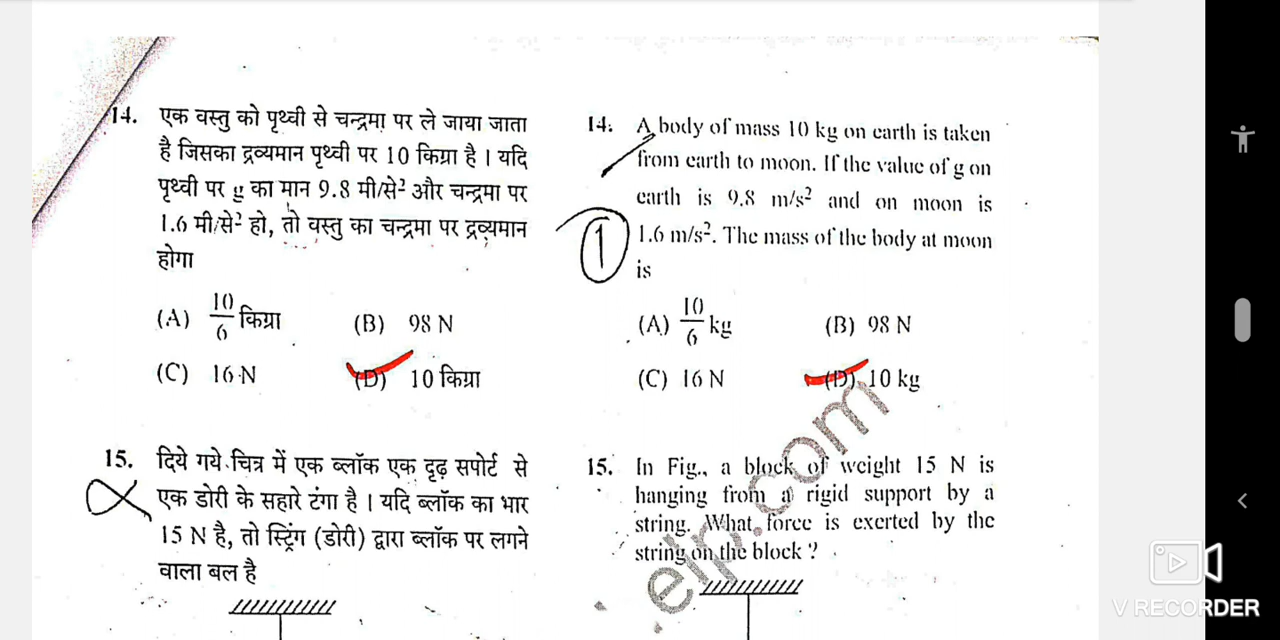 14. एक वस्तु को पृथ्वी से चन्द्रमा पर ले जाया जाता
है जिसका द्रव्यमान पृथ्वी पर 10 किग्रा है । यदि
पृथ्वी पर g का मान 9.8 मी/से² और चन्द्रमा पर
1.6 मी/से² हो, तो वस्तु का चन्द्रमा पर द्रव्यमान
होगा
(A) 10/6 किग्रा (B) 98 N
(C) 16 N (D) 10 किग्रा
15. दिये गये चित्र में एक ब्लॉक एक दृढ़ सपोर्ट से
एक डोरी के सहारे टंगा है । यदि ब्लॉक का भार
15 N है, तो स्ट्रिंग (डोरी) द्वारा ब्लॉक पर लगने
वाला बल है
14. A body of mass 10 kg on earth is taken
from earth to moon. If the value of g on
earth is 9.8 m/s² and on moon is
1.6 m/s². The mass of the body at moon
is
1
(A) 10/6 kg (B) 98 N
(C) 16 N (D) 10 kg
15. In Fig., a block of weight 15 N is
hanging from a rigid support by a
string. What force is exerted by the
string on the block ?
elp.com
V RECORDER